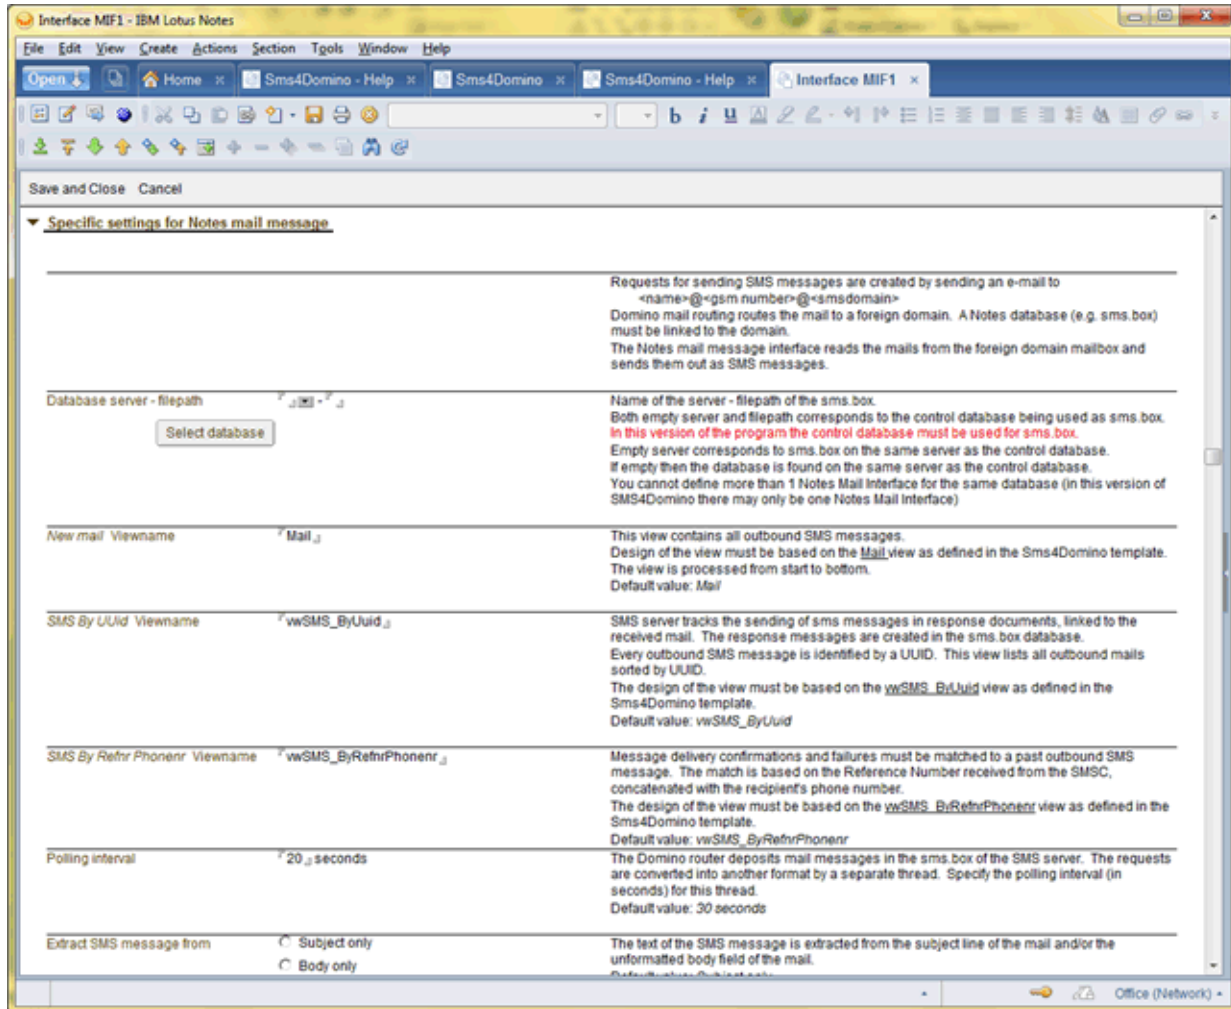 Interface MIF1 - IBM Lotus Notes
File Edit View Create Actions Section Tools Window Help
Open Home Sms4Domino - Help Sms4Domino Sms4Domino - Help Interface MIF1
Save and Close Cancel
Specific settings for Notes mail message
Requests for sending SMS messages are created by sending an e-mail to
<name>@<gsm number>@<smsdomain>
Domino mail routing routes the mail to a foreign domain. A Notes database (e.g. sms.box)
must be linked to the domain.
The Notes mail message interface reads the mails from the foreign domain mailbox and
sends them out as SMS messages.
Database server - filepath
-
Select database
Name of the server - filepath of the sms.box.
Both empty server and filepath corresponds to the control database being used as sms.box.
In this version of the program the control database must be used for sms.box.
Empty server corresponds to sms.box on the same server as the control database.
If empty then the database is found on the same server as the control database.
You cannot define more than 1 Notes Mail Interface for the same database (in this version of
SMS4Domino there may only be one Notes Mail Interface)
New mail Viewname
Mail
This view contains all outbound SMS messages.
Design of the view must be based on the Mail view as defined in the Sms4Domino template.
The view is processed from start to bottom.
Default value: Mail
SMS By UUid Viewname
vwSMS_ByUuid
SMS server tracks the sending of sms messages in response documents, linked to the
received mail. The response messages are created in the sms.box database.
Every outbound SMS message is identified by a UUID. This view lists all outbound mails
sorted by UUID.
The design of the view must be based on the vwSMS_ByUuid view as defined in the
Sms4Domino template.
Default value: vwSMS_ByUuid
SMS By Refnr Phonenr Viewname
vwSMS_ByRefnrPhonenr
Message delivery confirmations and failures must be matched to a past outbound SMS
message. The match is based on the Reference Number received from the SMSC,
concatenated with the recipient's phone number.
The design of the view must be based on the vwSMS_ByRefnrPhonenr view as defined in the
Sms4Domino template.
Default value: vwSMS_ByRefnrPhonenr
Polling interval
20 seconds
The Domino router deposits mail messages in the sms.box of the SMS server. The requests
are converted into another format by a separate thread. Specify the polling interval (in
seconds) for this thread.
Default value: 30 seconds
Extract SMS message from
Subject only
Body only
The text of the SMS message is extracted from the subject line of the mail and/or the
unformatted body field of the mail.
Default value: Subject only
Office (Network)